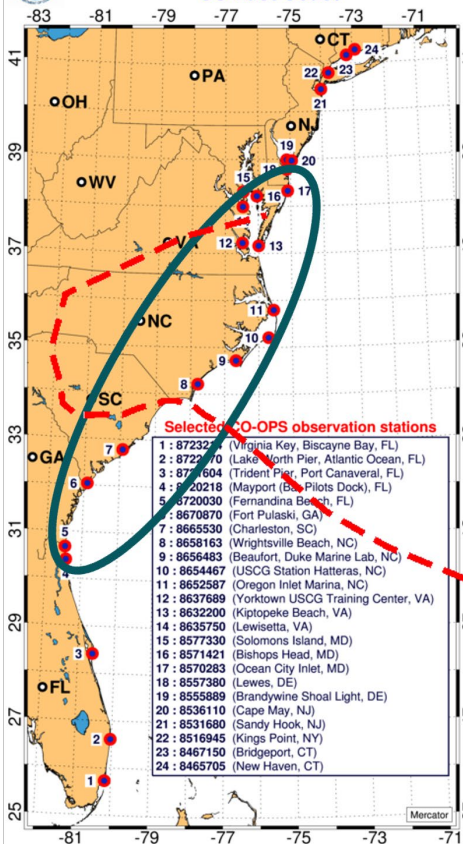 -83 -81 -79 -77 -75 -73 -71
41
39
37
35
33
31
29
27
25
CT
PA
OH
NJ
WV
VA
NC
SC
GA
FL
24
23
22
21
20
19
18
17
16
15
13
12
11
10
9
8
7
6
5
4
3
2
1
Selected CO-OPS observation stations
1 : (Virginia Key, Biscayne Bay, FL)
2 : (Lake Worth Pier, Atlantic Ocean, FL)
3 : (Trident Pier, Port Canaveral, FL)
4 : (Mayport (Bar Pilots Dock), FL)
5 : 8720030 (Fernandina Beach, FL)
6 : 8670870 (Fort Pulaski, GA)
7 : 8665530 (Charleston, SC)
8 : 8658163 (Wrightsville Beach, NC)
9 : 8656483 (Beaufort, Duke Marine Lab, NC)
10 : 8654467 (USCG Station Hatteras, NC)
11 : 8652587 (Oregon Inlet Marina, NC)
12 : 8637689 (Yorktown USCG Training Center, VA)
13 : 8632200 (Kiptopeke Beach, VA)
14 : 8635750 (Lewisetta, VA)
15 : 8577330 (Solomons Island, MD)
16 : 8571421 (Bishops Head, MD)
17 : 8570283 (Ocean City Inlet, MD)
18 : 8557380 (Lewes, DE)
19 : 8555889 (Brandywine Shoal Light, DE)
20 : 8536110 (Cape May, NJ)
21 : 8531680 (Sandy Hook, NJ)
22 : 8516945 (Kings Point, NY)
23 : 8467150 (Bridgeport, CT)
24 : 8465705 (New Haven, CT)
Mercator
-83 -81 -79 -77 -75 -73 -71